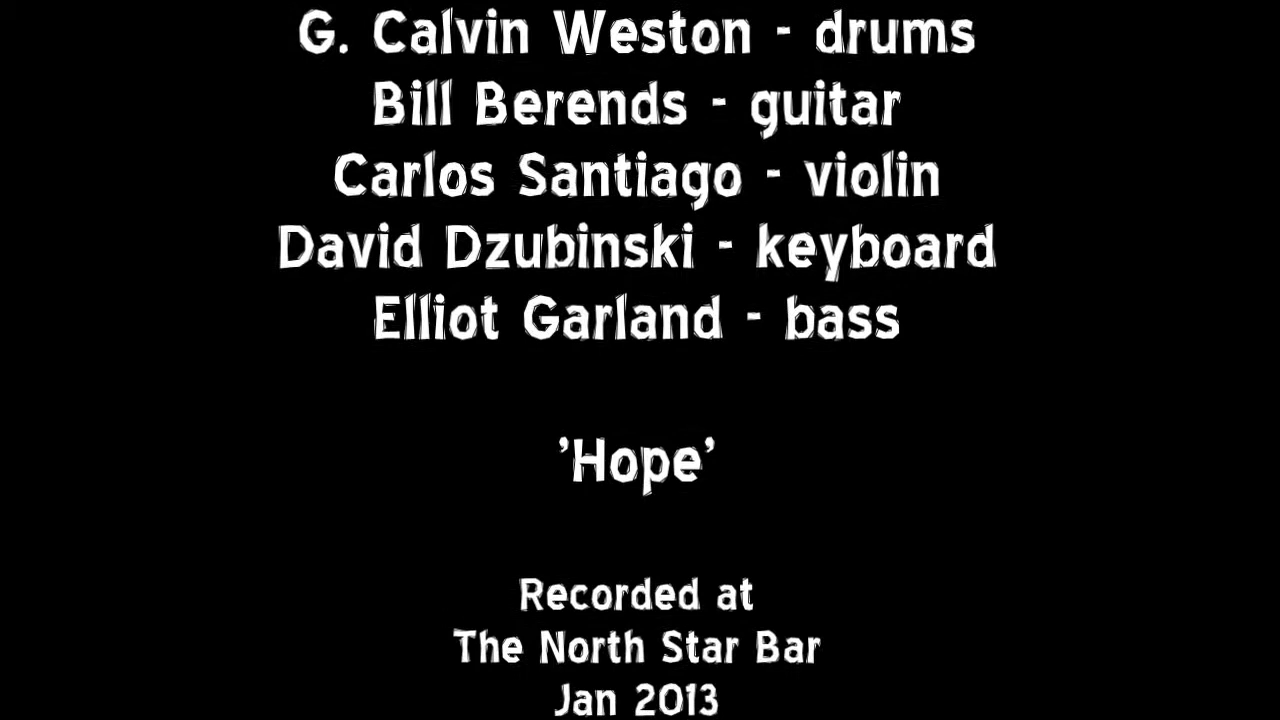 G. Calvin Weston - drums
Bill Berends - guitar
Carlos Santiago - violin
David Dzubinski - keyboard
Elliot Garland - bass
'Hope'
Recorded at
The North Star Bar
Jan 2013